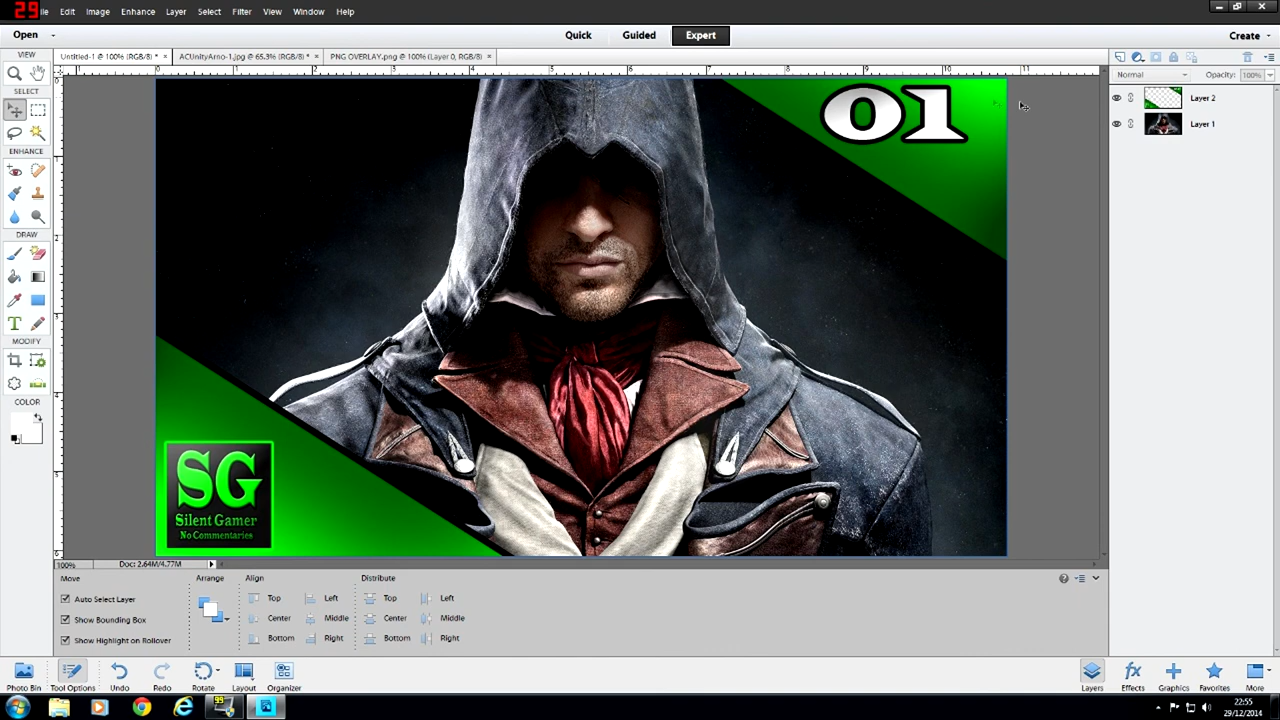 29
ile Edit Image Enhance Layer Select Filter View Window Help
Open Quick Guided Expert Create
VIEW Untitled-1 @ 100% (RGB/8) * × ACUnityArno-1.jpg @ 65.3% (RGB/8) * × PNG OVERLAY.png @ 100% (Layer 0, RGB/8) ×
Normal Opacity: 100%
SELECT
Layer 2
Layer 1
ENHANCE
DRAW
MODIFY
COLOR
01
SG
Silent Gamer
No Commentaries
100% Doc: 2.64M/4.77M
Move Arrange Align Distribute
Auto Select Layer Top Left Top Left
Show Bounding Box Center Middle Center Middle
Show Highlight on Rollover Bottom Right Bottom Right
Photo Bin Tool Options Undo Redo Rotate Layout Organizer Layers Effects Graphics Favorites More
99
22:55
29/12/2014